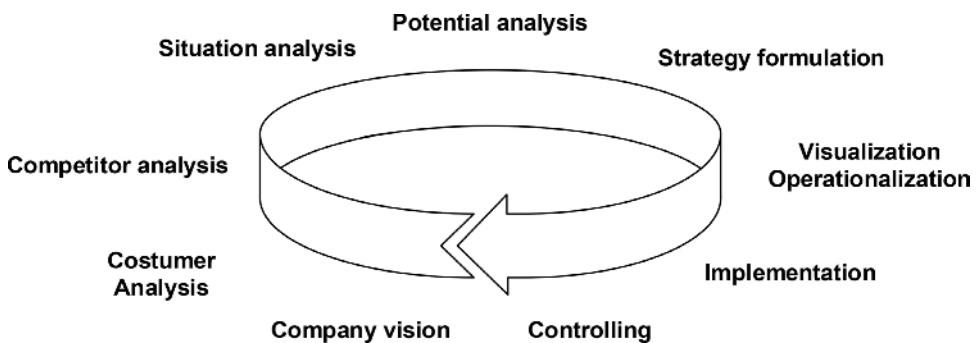 Potential analysis
Situation analysis
Strategy formulation
Competitor analysis
Visualization
Operationalization
Costumer
Analysis
Implementation
Company vision
Controlling